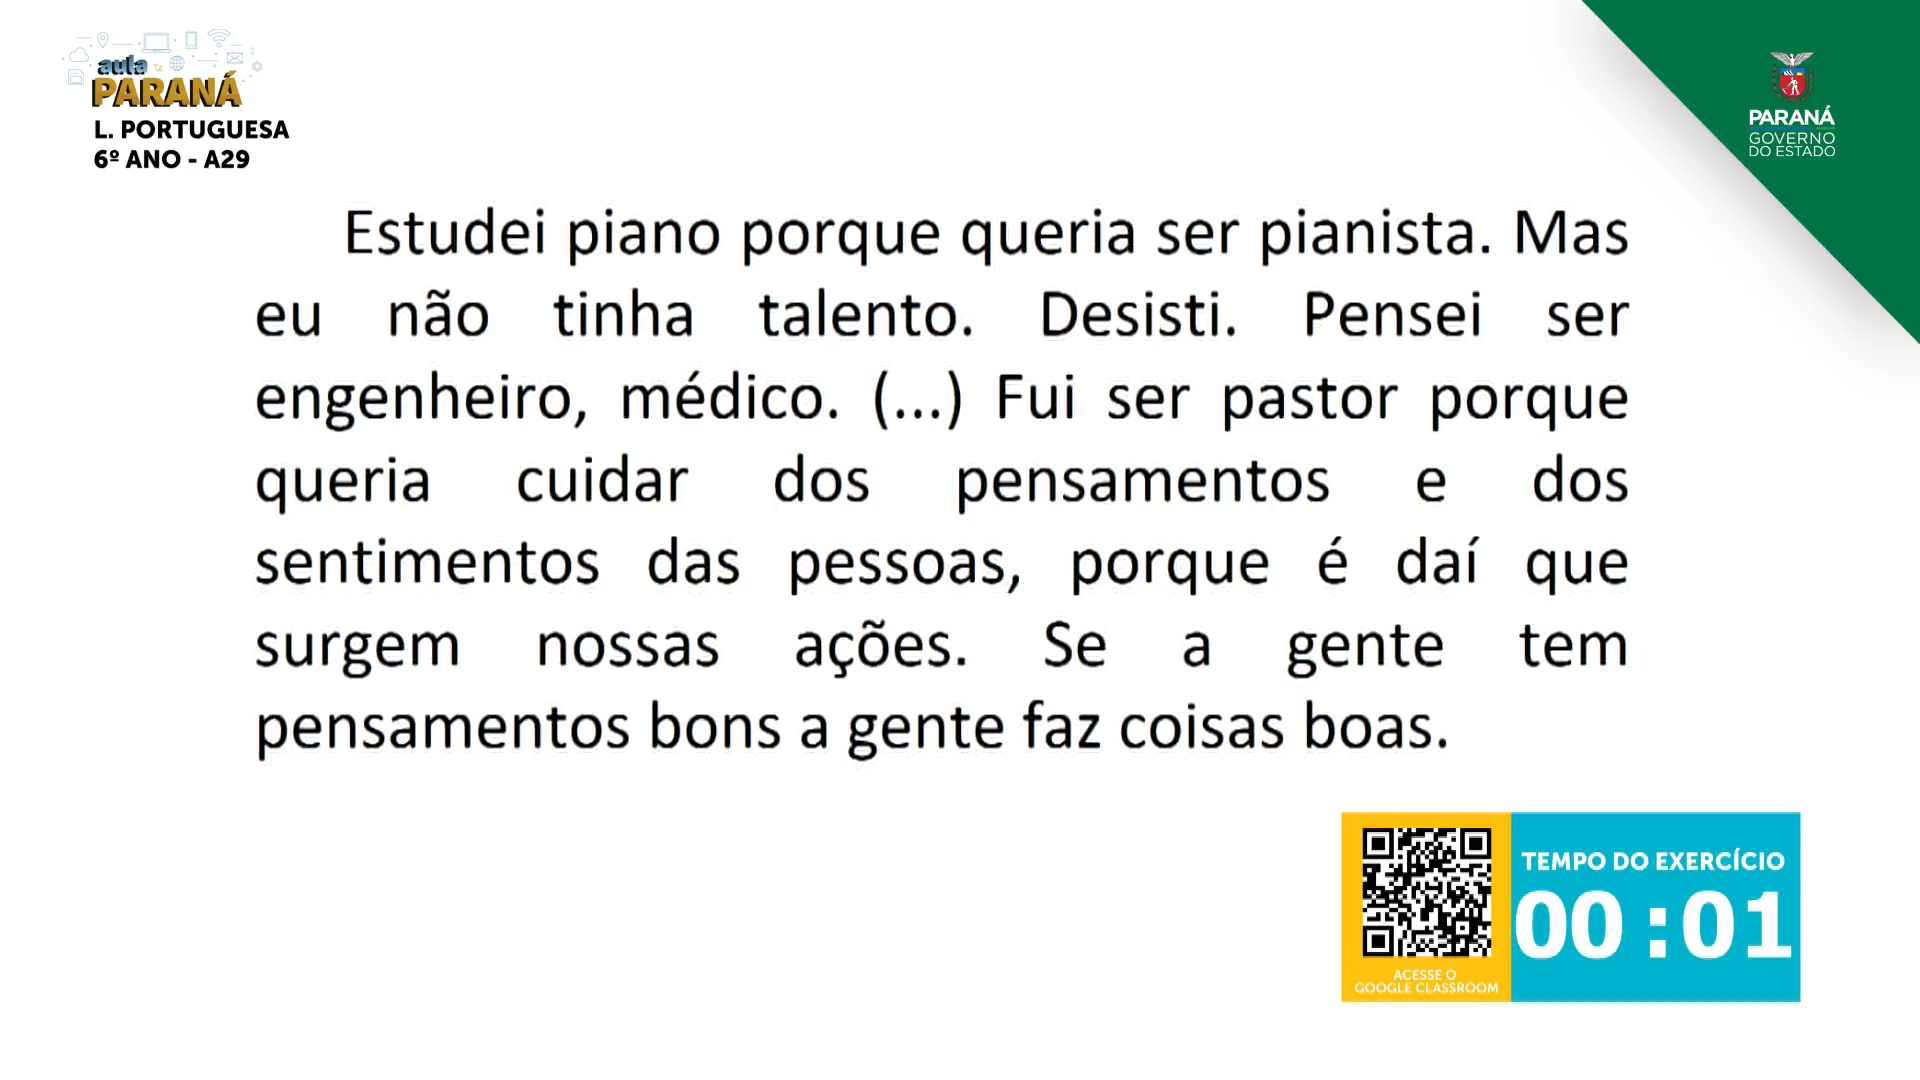 aula
PARANÁ
L. PORTUGUESA
6º ANO - A29
PARANÁ
GOVERNO
DO ESTADO
Estudei piano porque queria ser pianista. Mas
eu não tinha talento. Desisti. Pensei ser
engenheiro, médico. (...) Fui ser pastor porque
queria cuidar dos pensamentos e dos
sentimentos das pessoas, porque é daí que
surgem nossas ações. Se a gente tem
pensamentos bons a gente faz coisas boas.
TEMPO DO EXERCÍCIO
00:01
ACESSE O
GOOGLE CLASSROOM